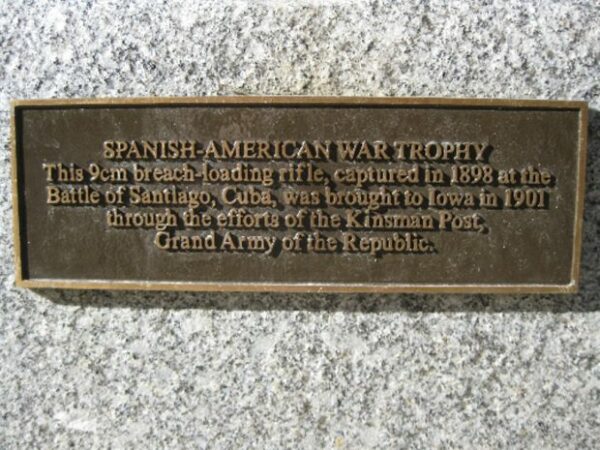 SPANISH-AMERICAN WAR TROPHY
This 9cm breach-loading rifle, captured in 1898 at the
Battle of Santiago, Cuba, was brought to Iowa in 1901
through the efforts of the Kinsman Post,
Grand Army of the Republic.